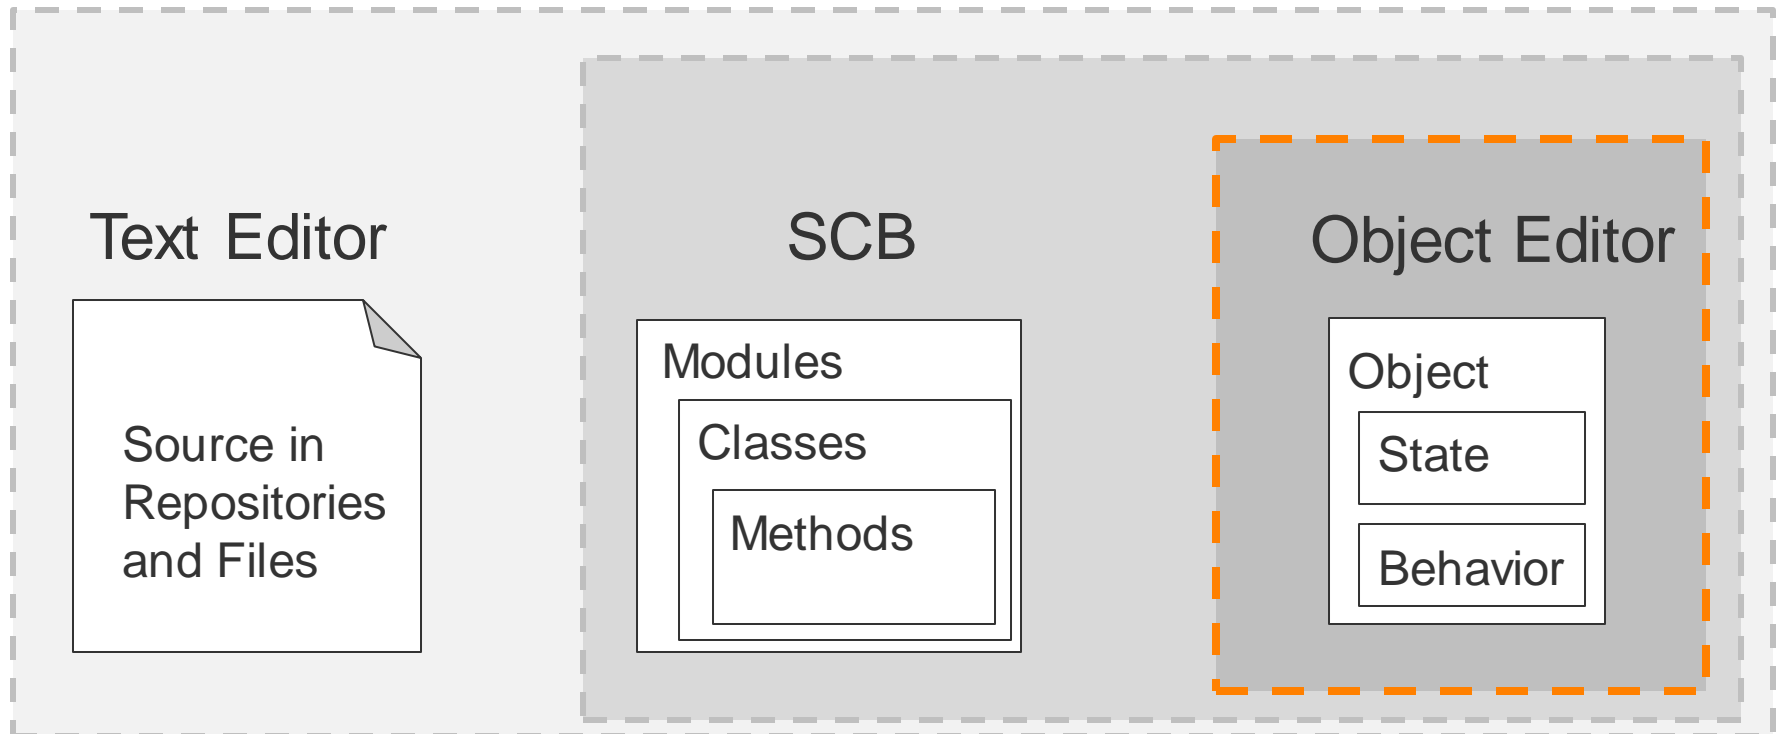 Text Editor
Source in
Repositories
and Files
SCB
Modules
Classes
Methods
Object Editor
Object
State
Behavior